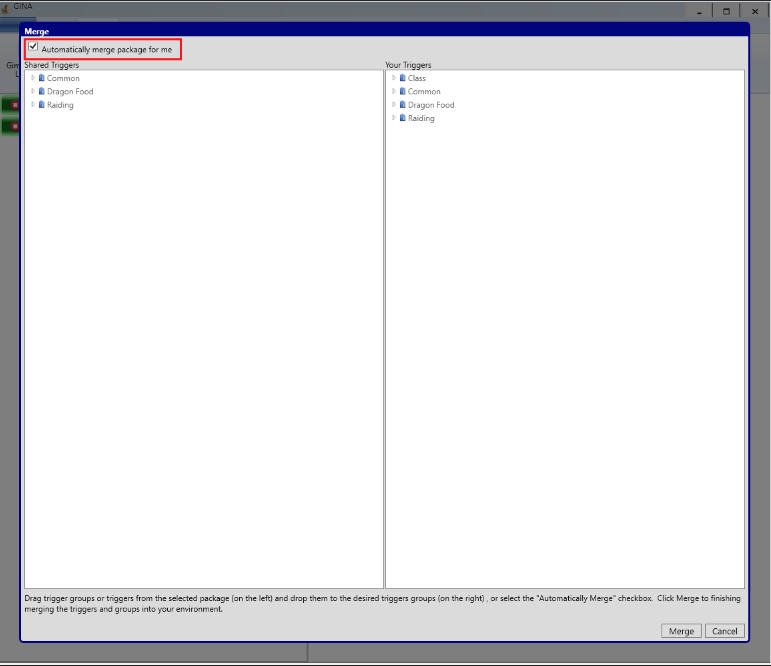 GINA
Merge
Automatically merge package for me
Shared Triggers
Your Triggers
Common
Dragon Food
Raiding
Class
Common
Dragon Food
Raiding
Drag trigger groups or triggers from the selected package (on the left) and drop them to the desired triggers groups (on the right) , or select the "Automatically Merge" checkbox.  Click Merge to finishing
merging the triggers and groups into your environment.
Merge
Cancel